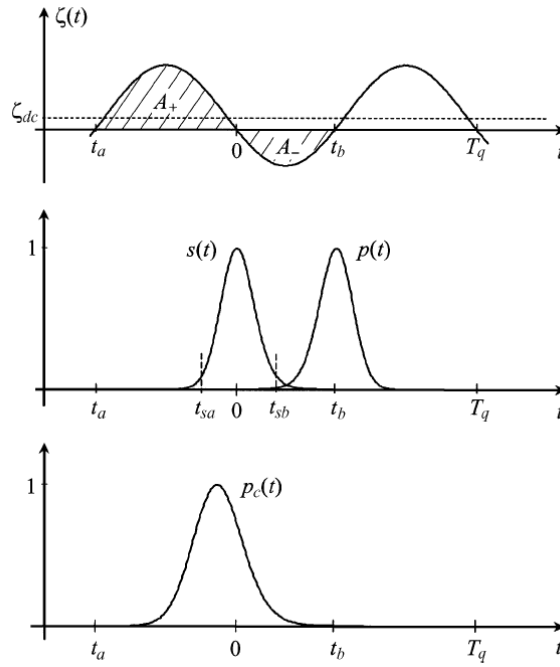 ζ(t)
ζdc
A+
A−
ta 0 tb Tq t
1
s(t) p(t)
ta tsa 0 tsb tb Tq t
1
pc(t)
ta 0 tb Tq t